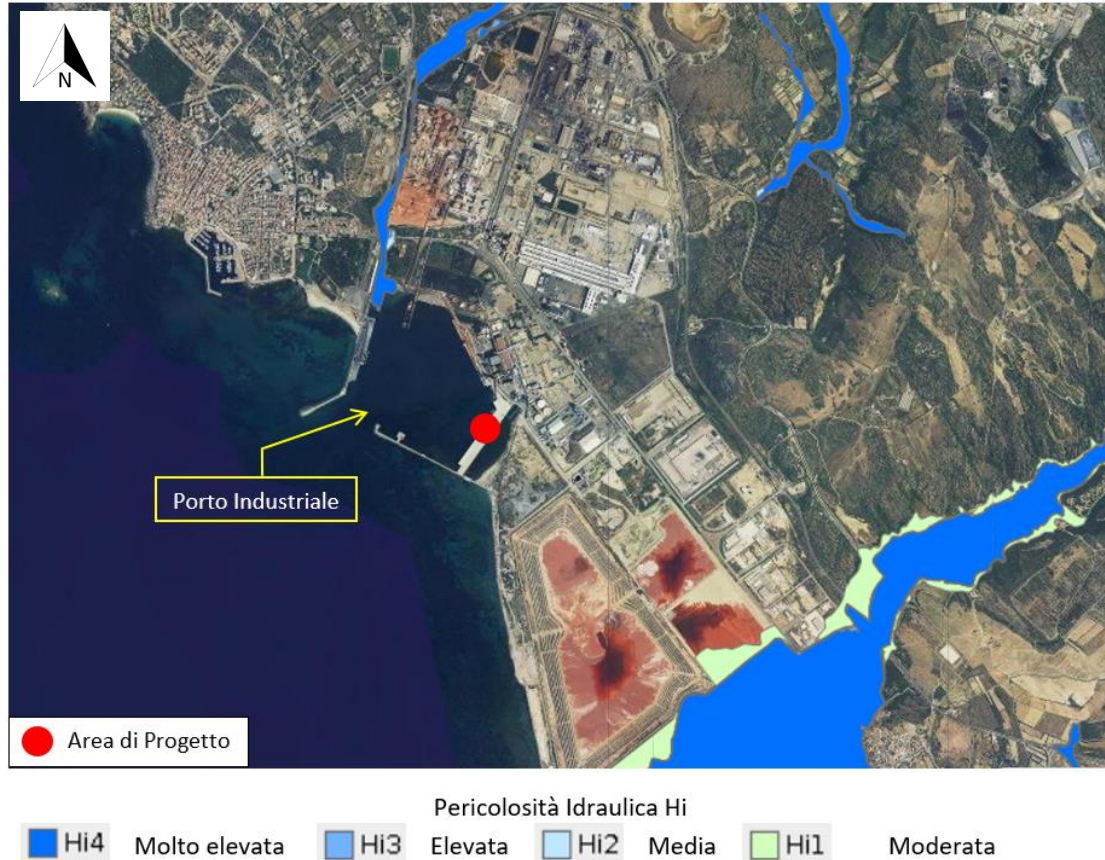 N
Porto Industriale
Area di Progetto
Pericolosità Idraulica Hi
Hi4 Molto elevata Hi3 Elevata Hi2 Media Hi1 Moderata